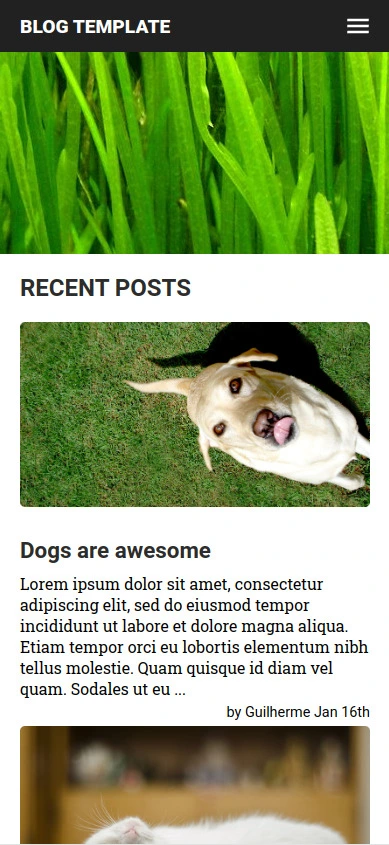 BLOG TEMPLATE
RECENT POSTS
Dogs are awesome
Lorem ipsum dolor sit amet, consectetur
adipiscing elit, sed do eiusmod tempor
incididunt ut labore et dolore magna aliqua.
Etiam tempor orci eu lobortis elementum nibh
tellus molestie. Quam quisque id diam vel
quam. Sodales ut eu ...
by Guilherme Jan 16th